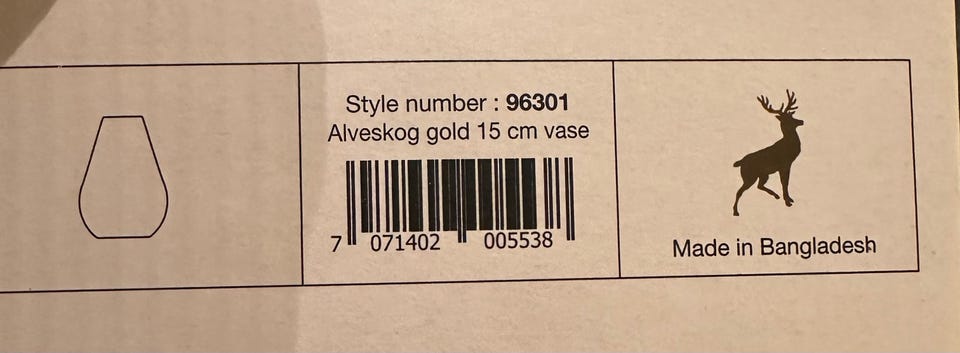 Style number : 96301
Alveskog gold 15 cm vase
7 071402 005538
Made in Bangladesh